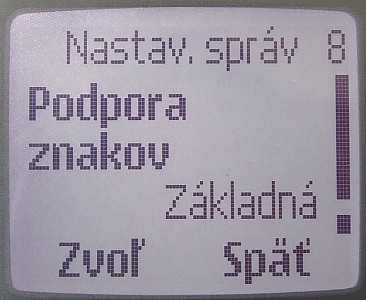 Nastav. správ 8
Podpora
znakov
Základná
Zvoľ Späť